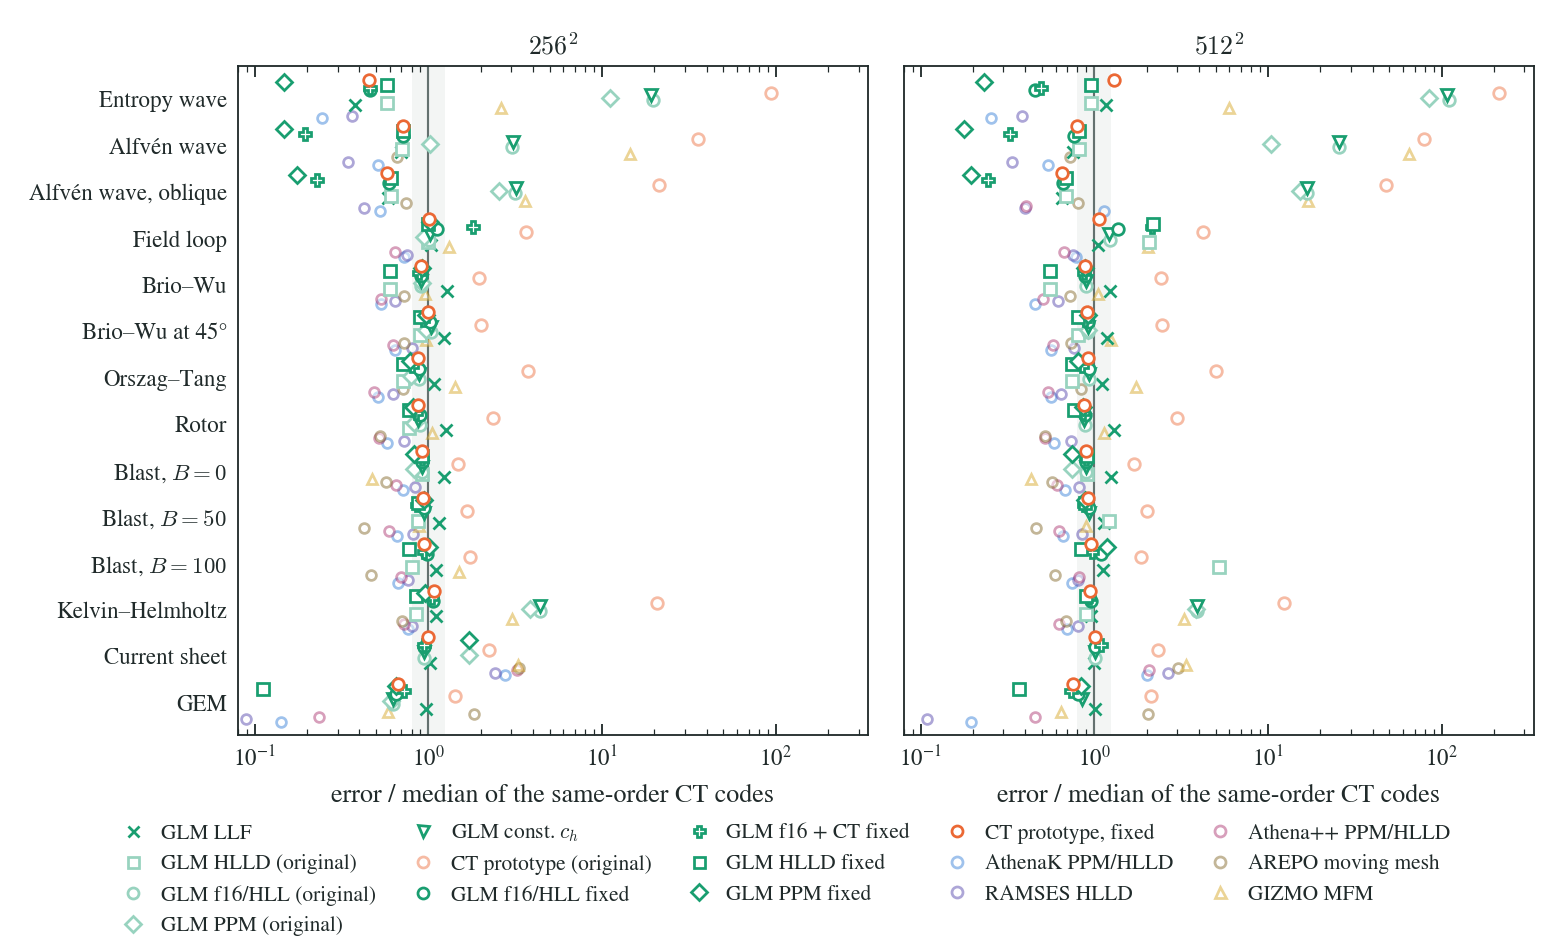 256²
512²
Entropy wave
Alfvén wave
Alfvén wave, oblique
Field loop
Brio–Wu
Brio–Wu at 45°
Orszag–Tang
Rotor
Blast, B = 0
Blast, B = 50
Blast, B = 100
Kelvin–Helmholtz
Current sheet
GEM
10⁻¹ 10⁰ 10¹ 10²
10⁻¹ 10⁰ 10¹ 10²
error / median of the same-order CT codes
error / median of the same-order CT codes
GLM LLF
GLM HLLD (original)
GLM f16/HLL (original)
GLM PPM (original)
GLM const. cₕ
CT prototype (original)
GLM f16/HLL fixed
GLM f16 + CT fixed
GLM HLLD fixed
GLM PPM fixed
CT prototype, fixed
AthenaK PPM/HLLD
RAMSES HLLD
Athena++ PPM/HLLD
AREPO moving mesh
GIZMO MFM